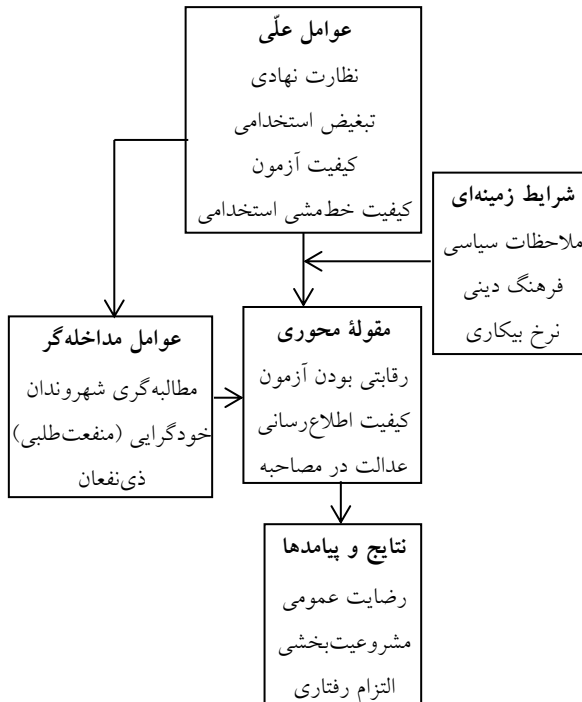 عوامل علّی
نظارت نهادی
تبغیض استخدامی
کیفیت آزمون
کیفیت خط‌مشی استخدامی
شرایط زمینه‌ای
ملاحظات سیاسی
فرهنگ دینی
نرخ بیکاری
مقولۀ محوری
رقابتی بودن آزمون
کیفیت اطلاع‌رسانی
عدالت در مصاحبه
عوامل مداخله‌گر
مطالبه‌گری شهروندان
خودگرایی (منفعت‌طلبی)
ذی‌نفعان
نتایج و پیامدها
رضایت عمومی
مشروعیت‌بخشی
التزام رفتاری